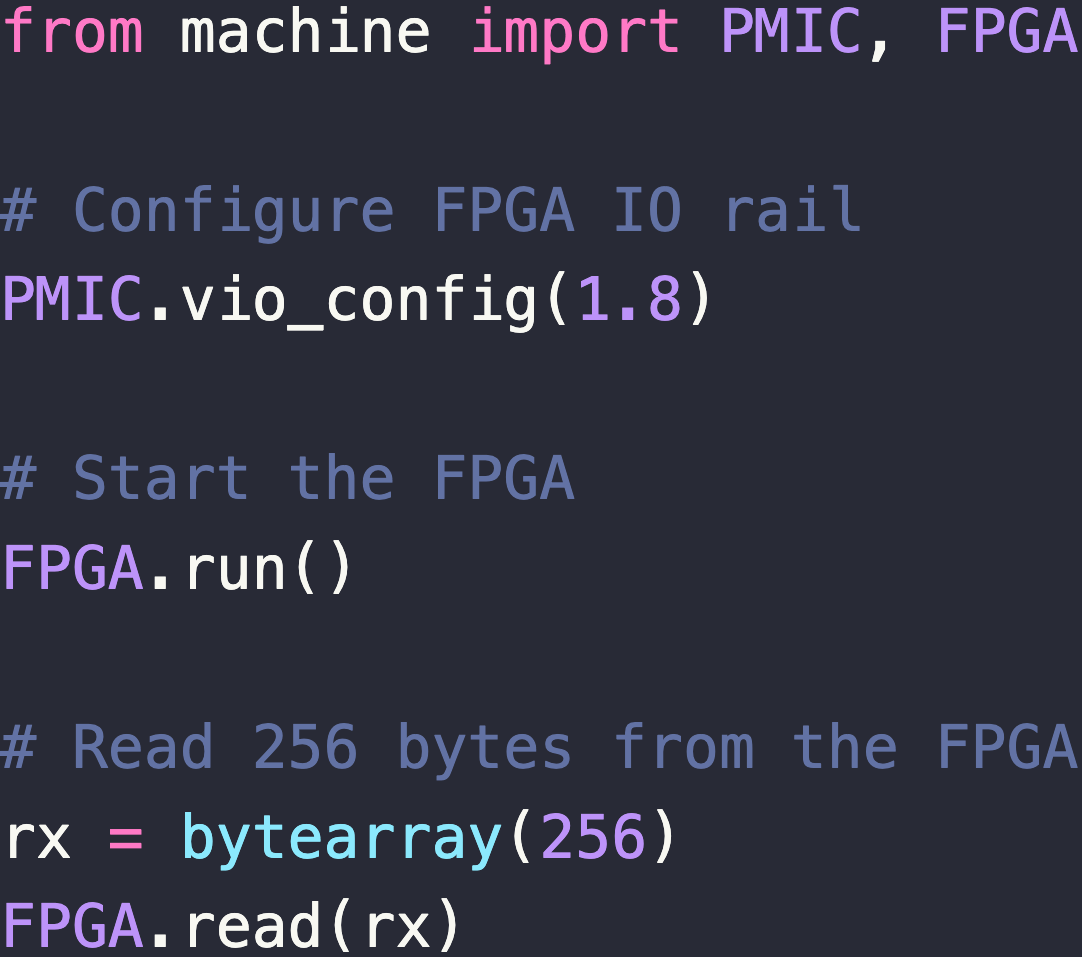 from machine import PMIC, FPGA
# Configure FPGA IO rail
PMIC.vio_config(1.8)
# Start the FPGA
FPGA.run()
# Read 256 bytes from the FPGA
rx = bytearray(256)
FPGA.read(rx)